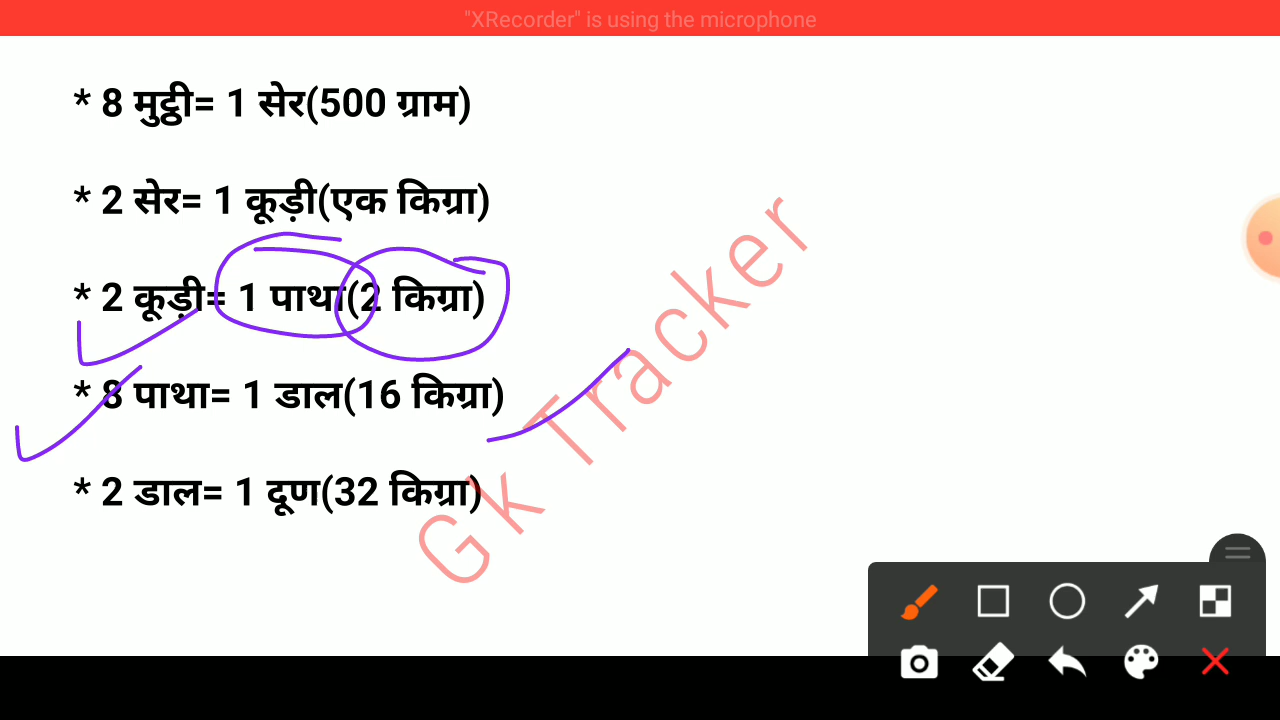 "XRecorder" is using the microphone
* 8 मुट्ठी= 1 सेर(500 ग्राम)
* 2 सेर= 1 कूड़ी(एक किग्रा)
* 2 कूड़ी= 1 पाथा(2 किग्रा)
* 8 पाथा= 1 डाल(16 किग्रा)
* 2 डाल= 1 दूण(32 किग्रा)
Gk Tracker